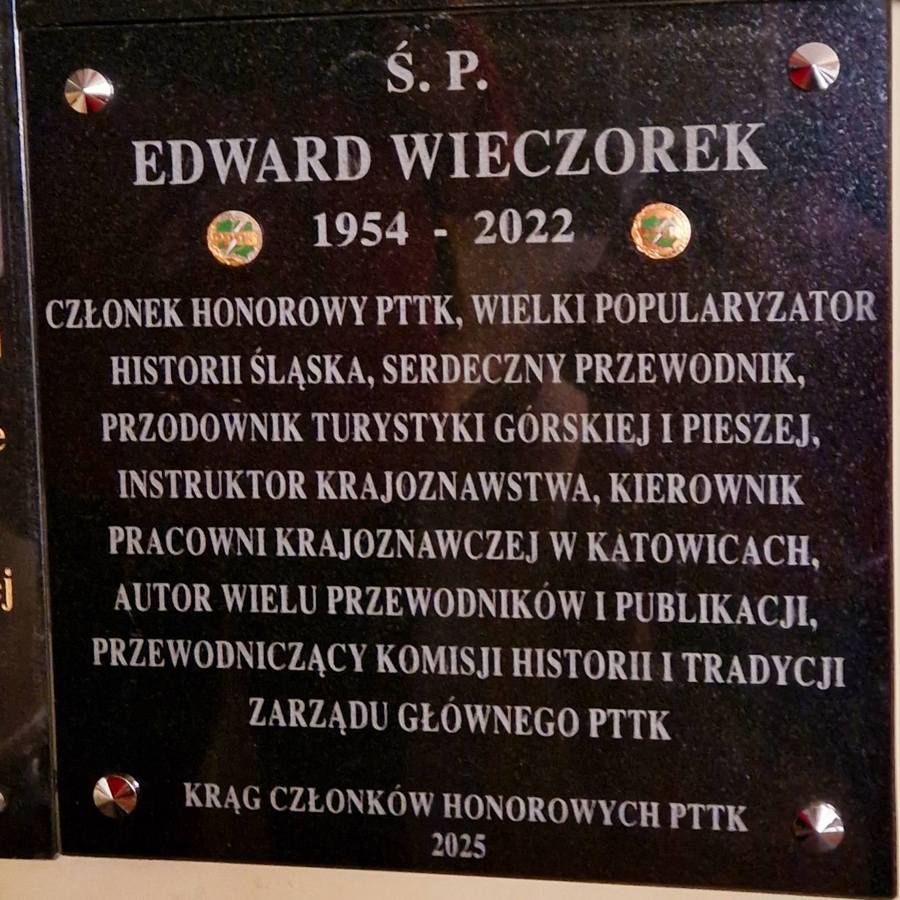 Ś. P.
EDWARD WIECZOREK
1954 - 2022
CZŁONEK HONOROWY PTTK, WIELKI POPULARYZATOR
HISTORII ŚLĄSKA, SERDECZNY PRZEWODNIK,
PRZODOWNIK TURYSTYKI GÓRSKIEJ I PIESZEJ,
INSTRUKTOR KRAJOZNAWSTWA, KIEROWNIK
PRACOWNI KRAJOZNAWCZEJ W KATOWICACH,
AUTOR WIELU PRZEWODNIKÓW I PUBLIKACJI,
PRZEWODNICZĄCY KOMISJI HISTORII I TRADYCJI
ZARZĄDU GŁÓWNEGO PTTK
KRĄG CZŁONKÓW HONOROWYCH PTTK
2025